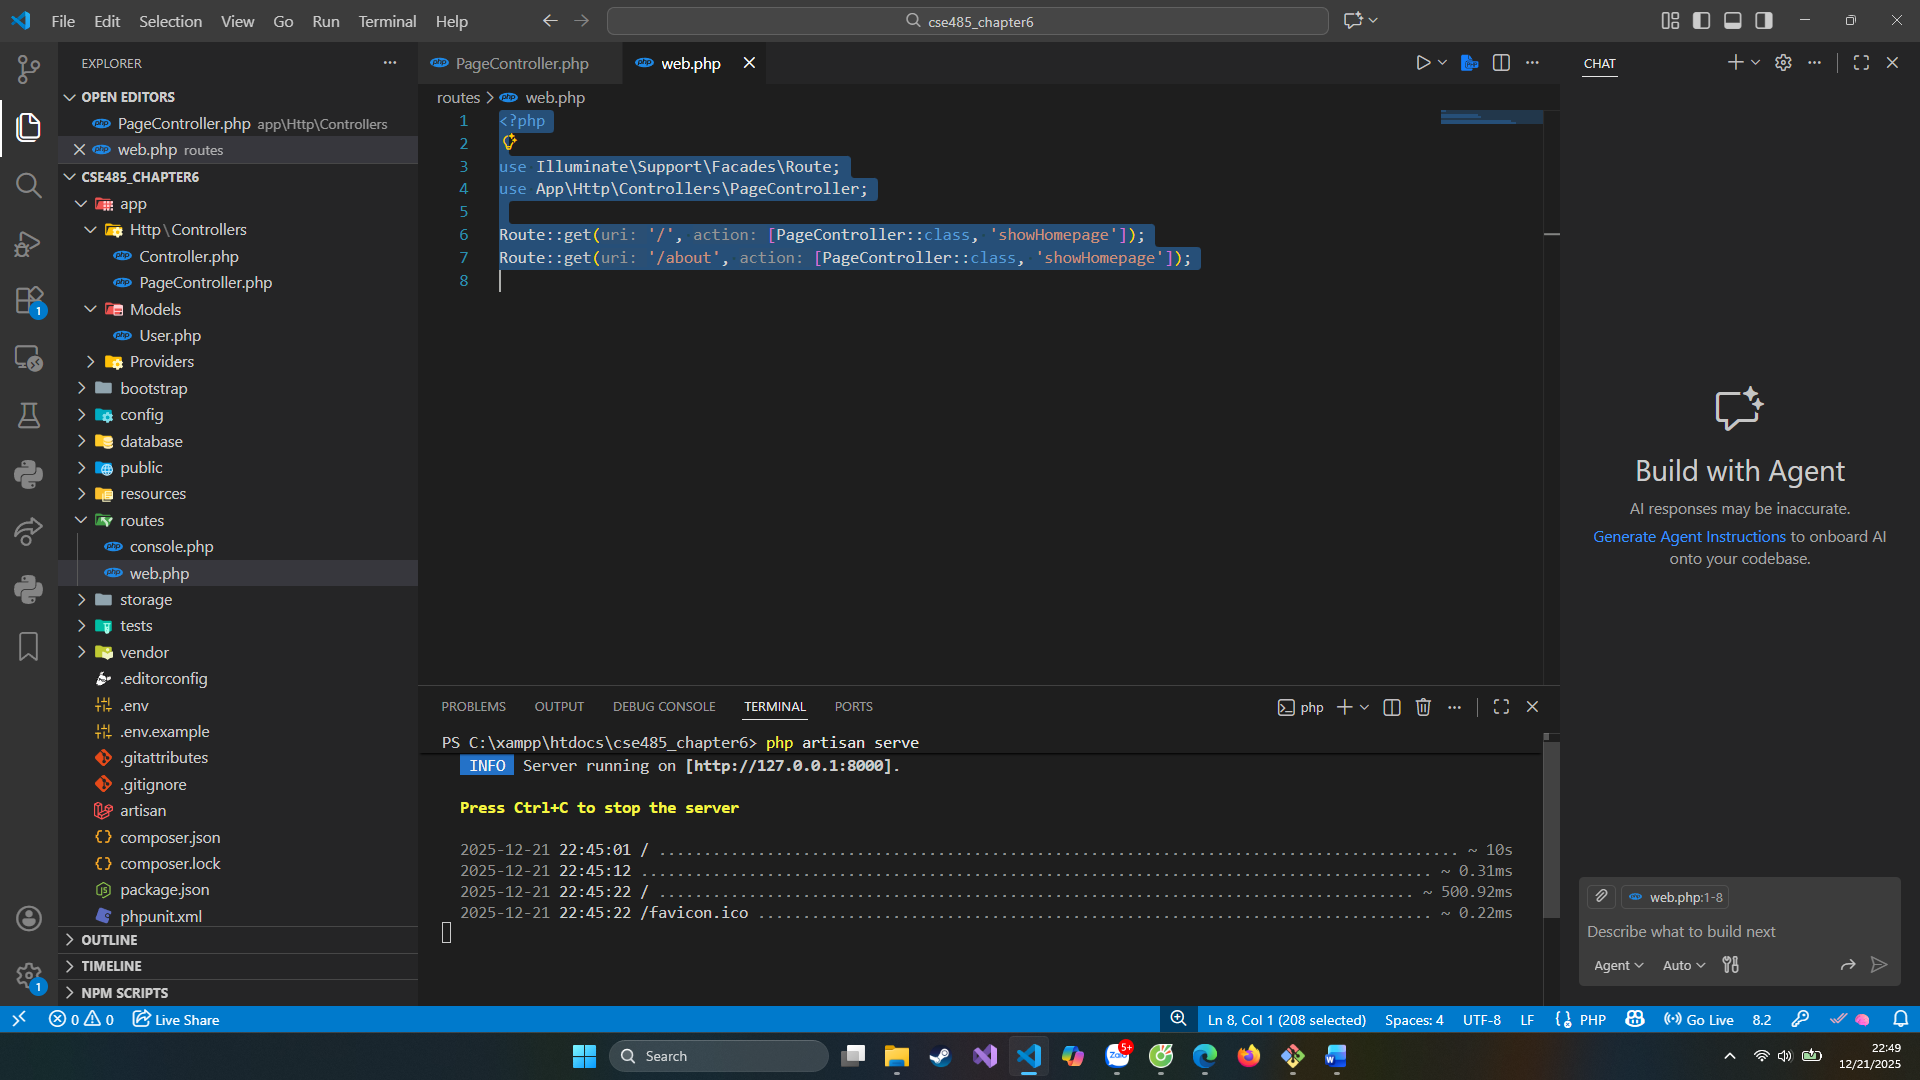 File Edit Selection View Go Run Terminal Help
cse485_chapter6
EXPLORER
OPEN EDITORS
PageController.php app\Http\Controllers
web.php routes
CSE485_CHAPTER6
app
Http\Controllers
Controller.php
PageController.php
Models
User.php
Providers
bootstrap
config
database
public
resources
routes
console.php
web.php
storage
tests
vendor
.editorconfig
.env
.env.example
.gitattributes
.gitignore
artisan
composer.json
composer.lock
package.json
phpunit.xml
OUTLINE
TIMELINE
NPM SCRIPTS
PageController.php
web.php
routes > web.php
1 <?php
2
3 use Illuminate\Support\Facades\Route;
4 use App\Http\Controllers\PageController;
5
6 Route::get(uri: '/', action: [PageController::class, 'showHomepage']);
7 Route::get(uri: '/about', action: [PageController::class, 'showHomepage']);
8
PROBLEMS OUTPUT DEBUG CONSOLE TERMINAL PORTS
php
PS C:\xampp\htdocs\cse485_chapter6> php artisan serve
INFO Server running on [http://127.0.0.1:8000].
Press Ctrl+C to stop the server
2025-12-21 22:45:01 / ........................................................................................ ~ 10s
2025-12-21 22:45:12 ........................................................................................ ~ 0.31ms
2025-12-21 22:45:22 / .................................................................................... ~ 500.92ms
2025-12-21 22:45:22 /favicon.ico ........................................................................... ~ 0.22ms
CHAT
Build with Agent
AI responses may be inaccurate.
Generate Agent Instructions to onboard AI
onto your codebase.
web.php:1-8
Describe what to build next
Agent Auto
0 0 Live Share
Ln 8, Col 1 (208 selected) Spaces: 4 UTF-8 LF PHP Go Live 8.2
1
1
Search
Zalo
5+
22:49
12/21/2025